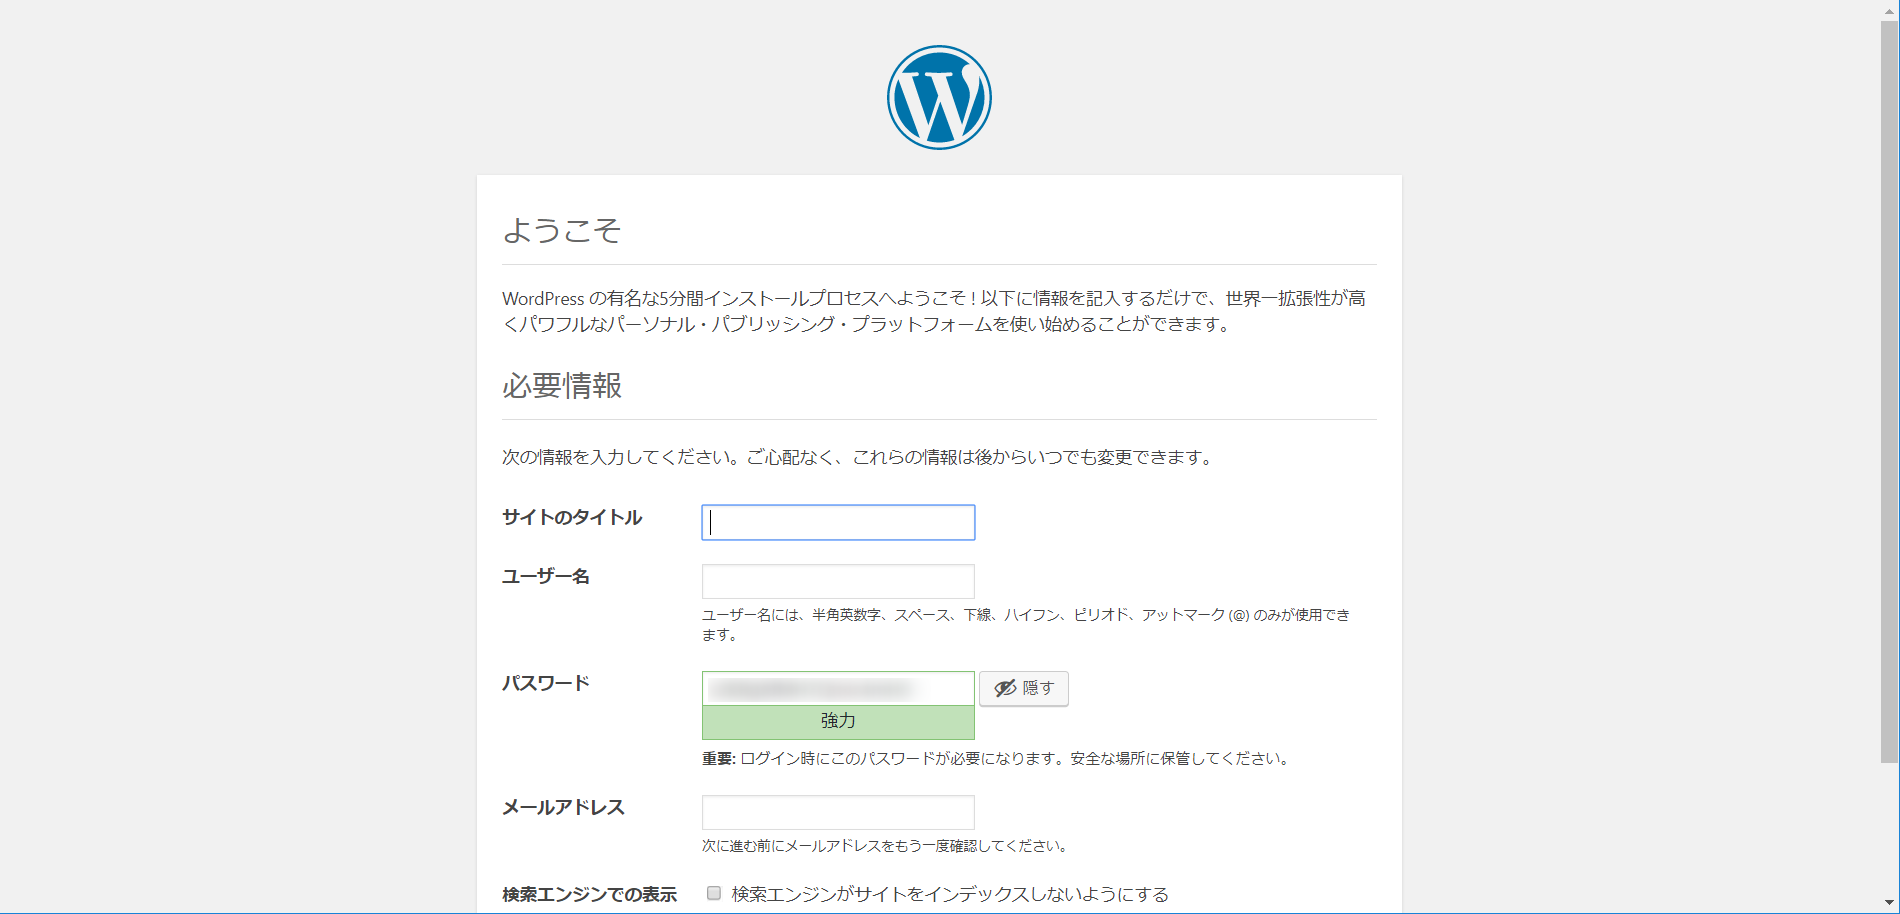 ようこそ
WordPress の有名な5分間インストールプロセスへようこそ ! 以下に情報を記入するだけで、世界一拡張性が高
くパワフルなパーソナル・パブリッシング・プラットフォームを使い始めることができます。
必要情報
次の情報を入力してください。ご心配なく、これらの情報は後からいつでも変更できます。
サイトのタイトル
ユーザー名
ユーザー名には、半角英数字、スペース、下線、ハイフン、ピリオド、アットマーク (@) のみが使用でき
ます。
パスワード
隠す
強力
重要: ログイン時にこのパスワードが必要になります。安全な場所に保管してください。
メールアドレス
次に進む前にメールアドレスをもう一度確認してください。
検索エンジンでの表示 検索エンジンがサイトをインデックスしないようにする